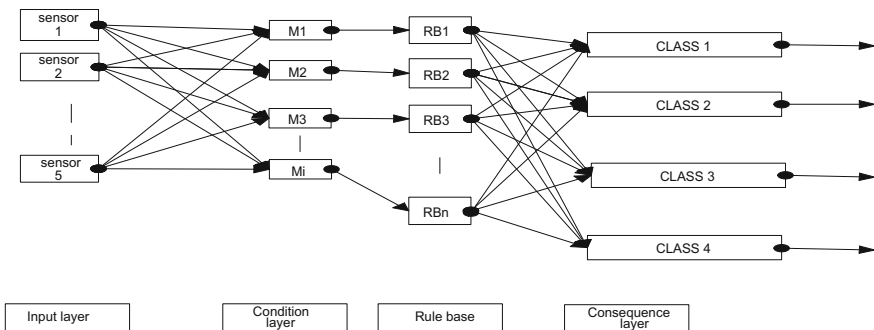 sensor
1
M1
RB1
CLASS 1
sensor
2
M2
RB2
CLASS 2
M3
RB3
sensor
5
Mi
CLASS 3
RBn
CLASS 4
Input layer
Condition
layer
Rule base
Consequence
layer